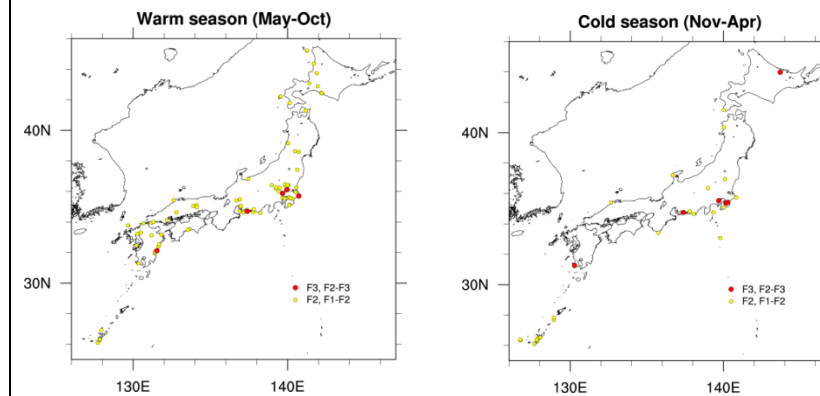 Warm season (May-Oct)
40N
30N
F3, F2-F3
F2, F1-F2
130E
140E
Cold season (Nov-Apr)
40N
30N
F3, F2-F3
F2, F1-F2
130E
140E